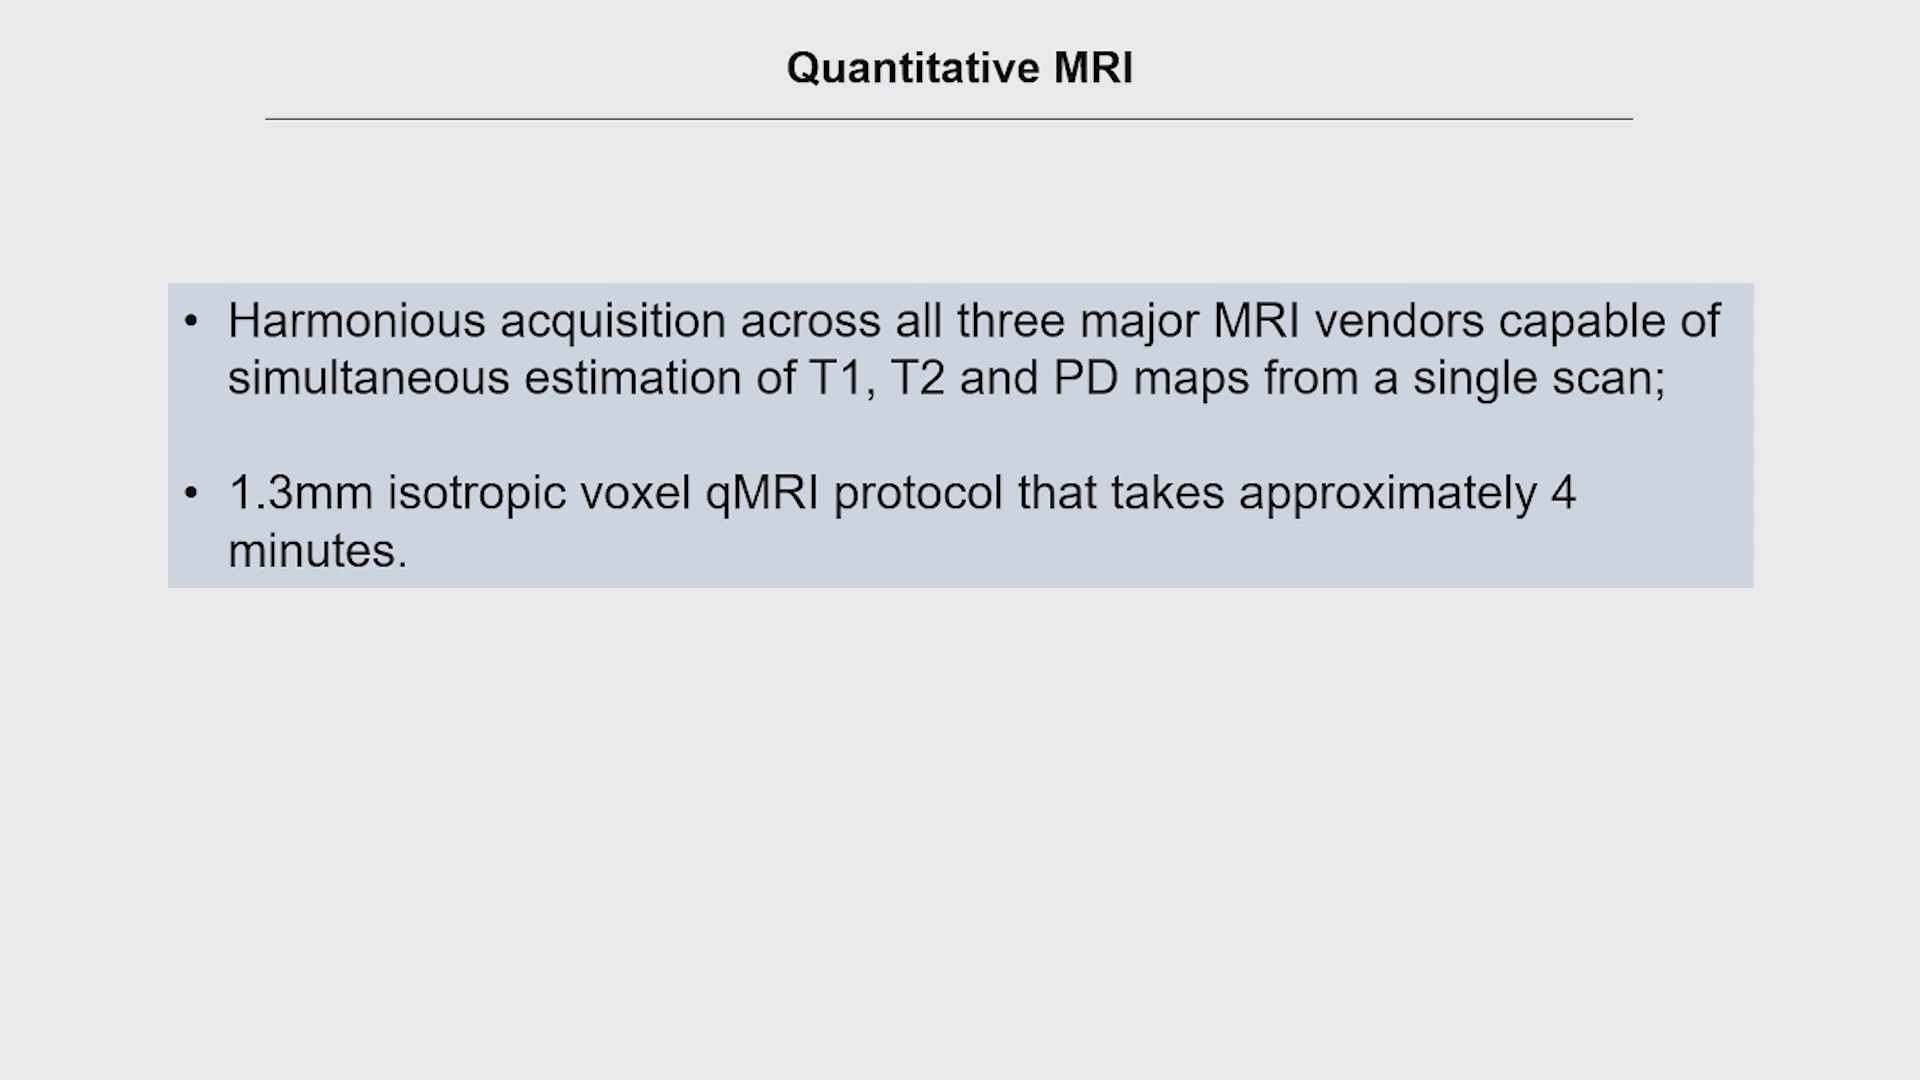 Quantitative MRI
• Harmonious acquisition across all three major MRI vendors capable of
simultaneous estimation of T1, T2 and PD maps from a single scan;
• 1.3mm isotropic voxel qMRI protocol that takes approximately 4
minutes.